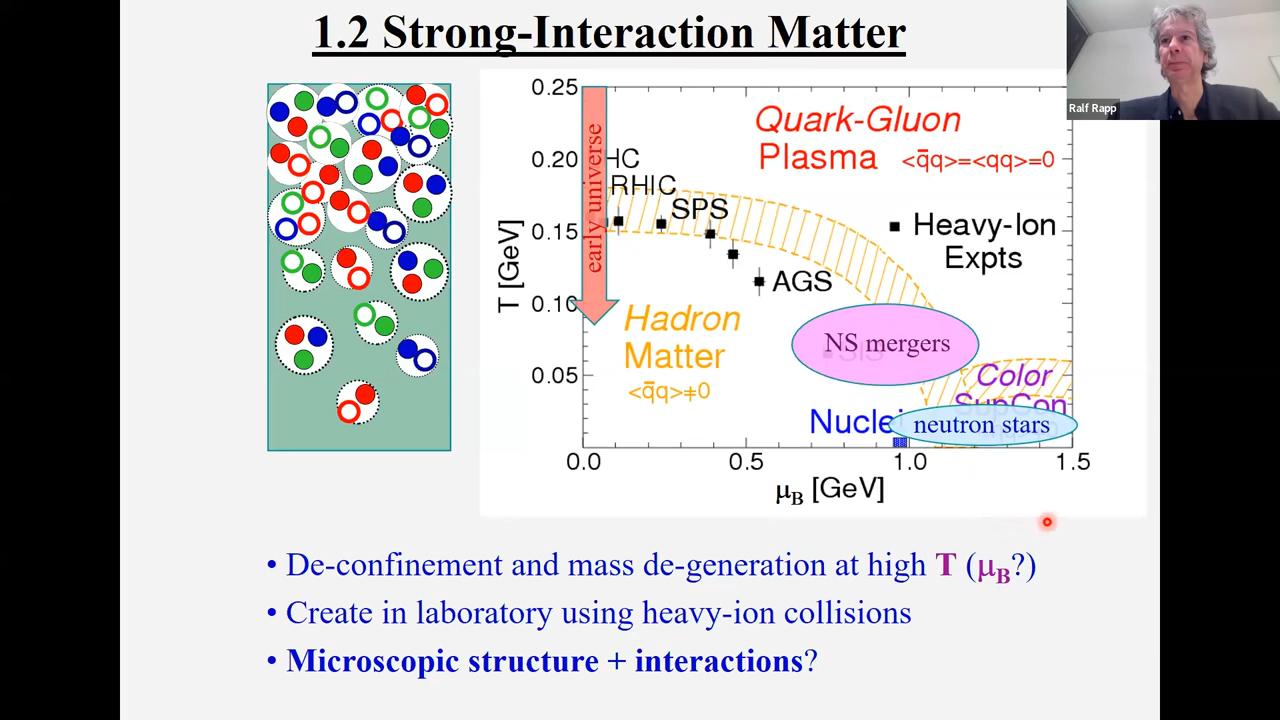 1.2 Strong-Interaction Matter
Ralf Rapp
0.25
0.20
0.15
0.10
0.05
T [GeV]
early universe
HC
RHIC
SPS
AGS
Quark-Gluon
Plasma <q̄q>=<qq>=0
Heavy-Ion
Expts
Hadron
Matter
<q̄q>≠0
NS mergers
SIS
Color
SupCon
Nuclei
neutron stars
0.0 0.5 1.0 1.5
μB [GeV]
• De-confinement and mass de-generation at high T (μB?)
• Create in laboratory using heavy-ion collisions
• Microscopic structure + interactions?